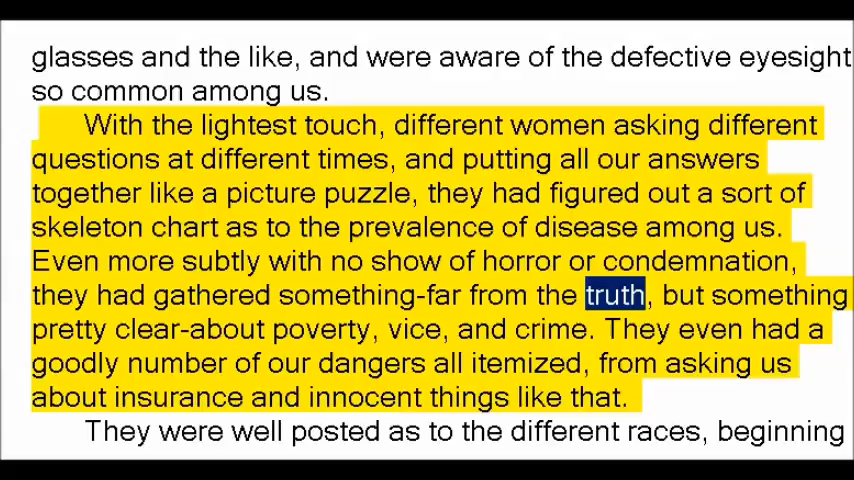 glasses and the like, and were aware of the defective eyesight
so common among us.
With the lightest touch, different women asking different
questions at different times, and putting all our answers
together like a picture puzzle, they had figured out a sort of
skeleton chart as to the prevalence of disease among us.
Even more subtly with no show of horror or condemnation,
they had gathered something-far from the truth, but something
pretty clear-about poverty, vice, and crime. They even had a
goodly number of our dangers all itemized, from asking us
about insurance and innocent things like that.
They were well posted as to the different races, beginning